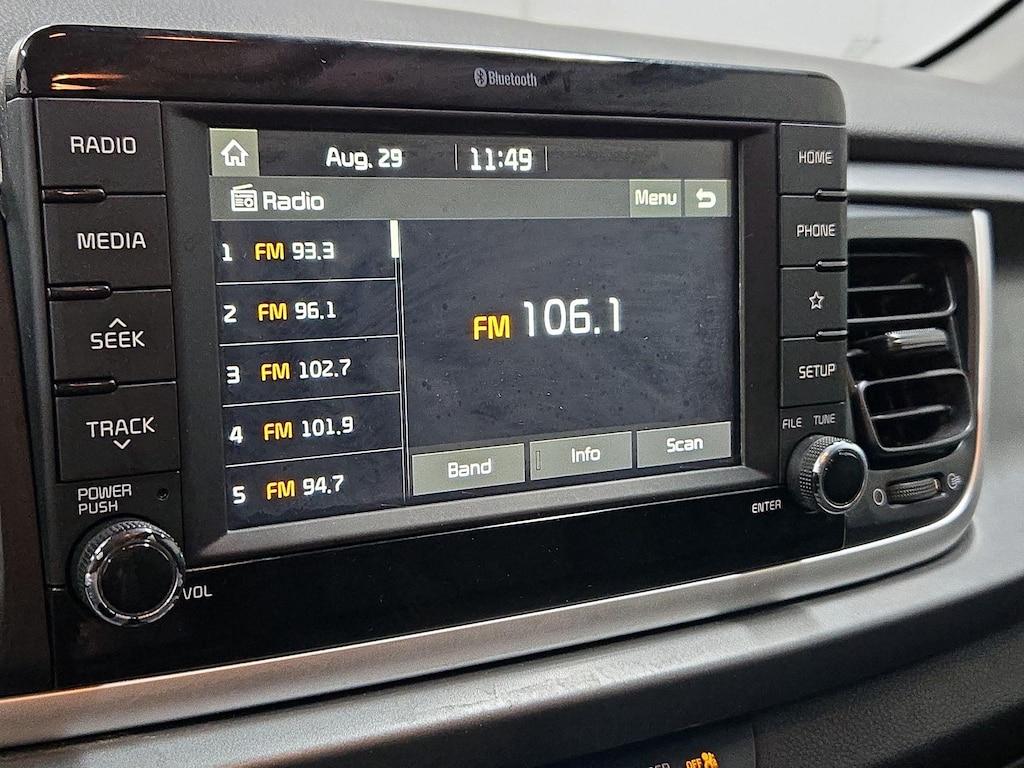 Bluetooth
RADIO
MEDIA
SEEK
TRACK
POWER
PUSH
VOL
Aug. 29
11:49
Radio
Menu
1 FM 93.3
2 FM 96.1
3 FM 102.7
4 FM 101.9
5 FM 94.7
FM 106.1
Band
Info
Scan
HOME
PHONE
SETUP
FILE TUNE
ENTER
OFF